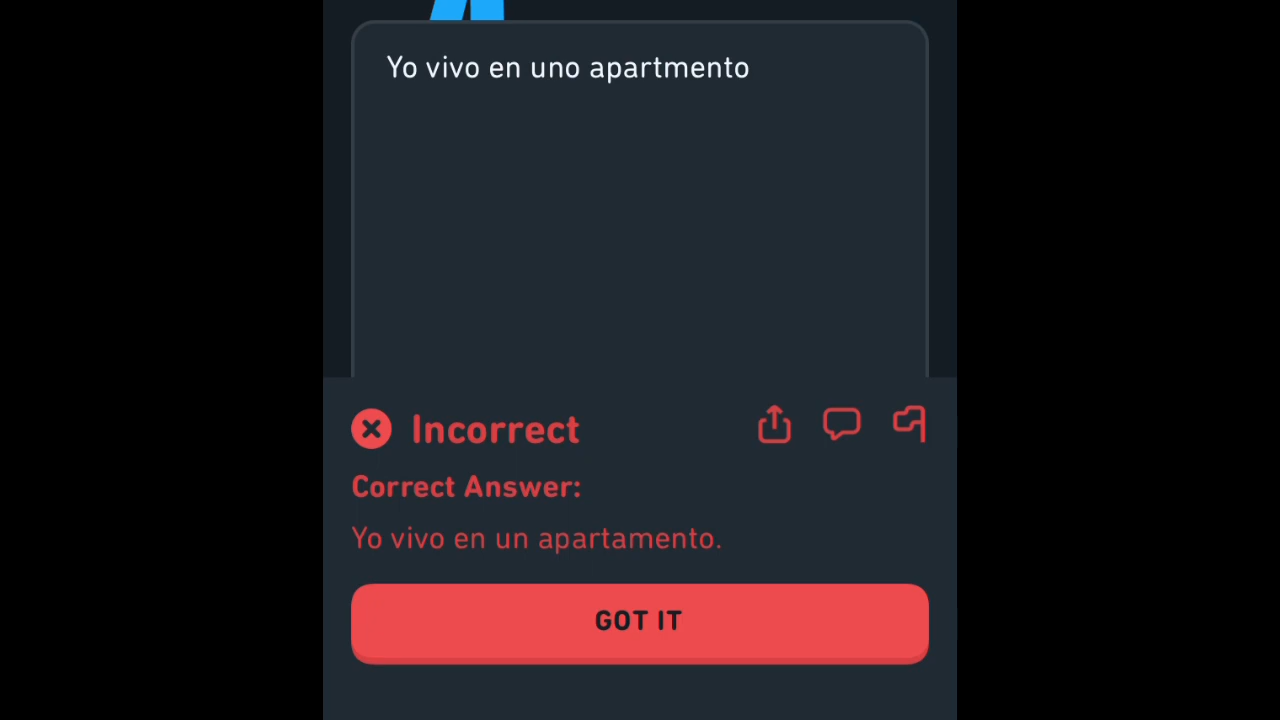 Yo vivo en uno apartmento
Incorrect
Correct Answer:
Yo vivo en un apartamento.
GOT IT